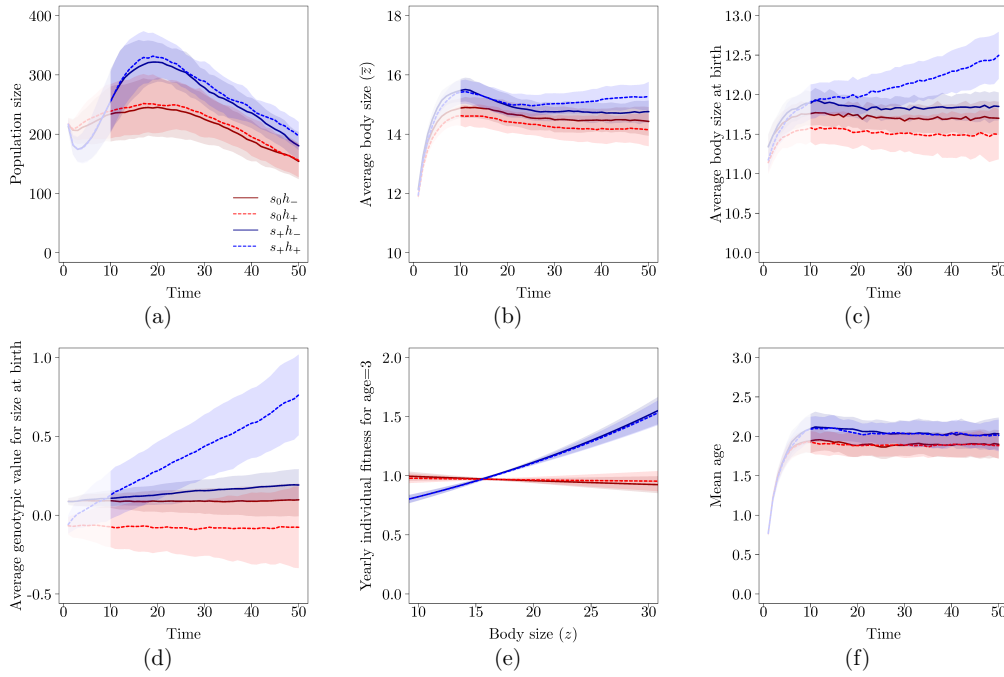 Population size
400
300
200
100
0
s₀h₋
s₀h₊
s₊h₋
s₊h₊
0 10 20 30 40 50
Time
(a)
Average body size (z̅)
18
16
14
12
10
0 10 20 30 40 50
Time
(b)
Average body size at birth
13.0
12.5
12.0
11.5
11.0
10.5
10.0
0 10 20 30 40 50
Time
(c)
Average genotypic value for size at birth
1.0
0.5
0.0
-0.5
0 10 20 30 40 50
Time
(d)
Yearly individual fitness for age=3
2.0
1.5
1.0
0.5
0.0
10 15 20 25 30
Body size (z)
(e)
Mean age
3.0
2.5
2.0
1.5
1.0
0.5
0.0
0 10 20 30 40 50
Time
(f)